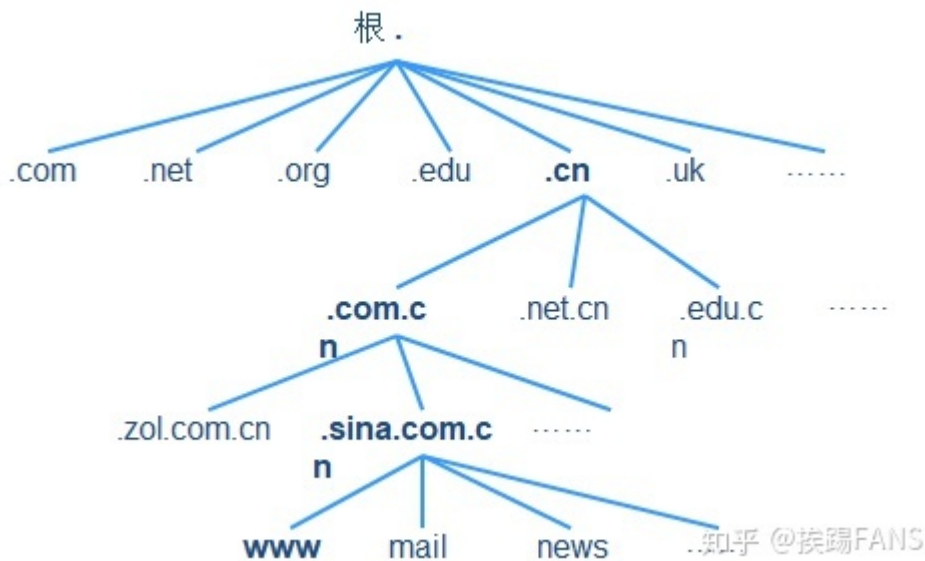 根 .
.com .net .org .edu .cn .uk ······
.com.c .net.cn .edu.c ······
n n
.zol.com.cn .sina.com.c ······
n
www mail news ······
知乎 @挨踢FANS